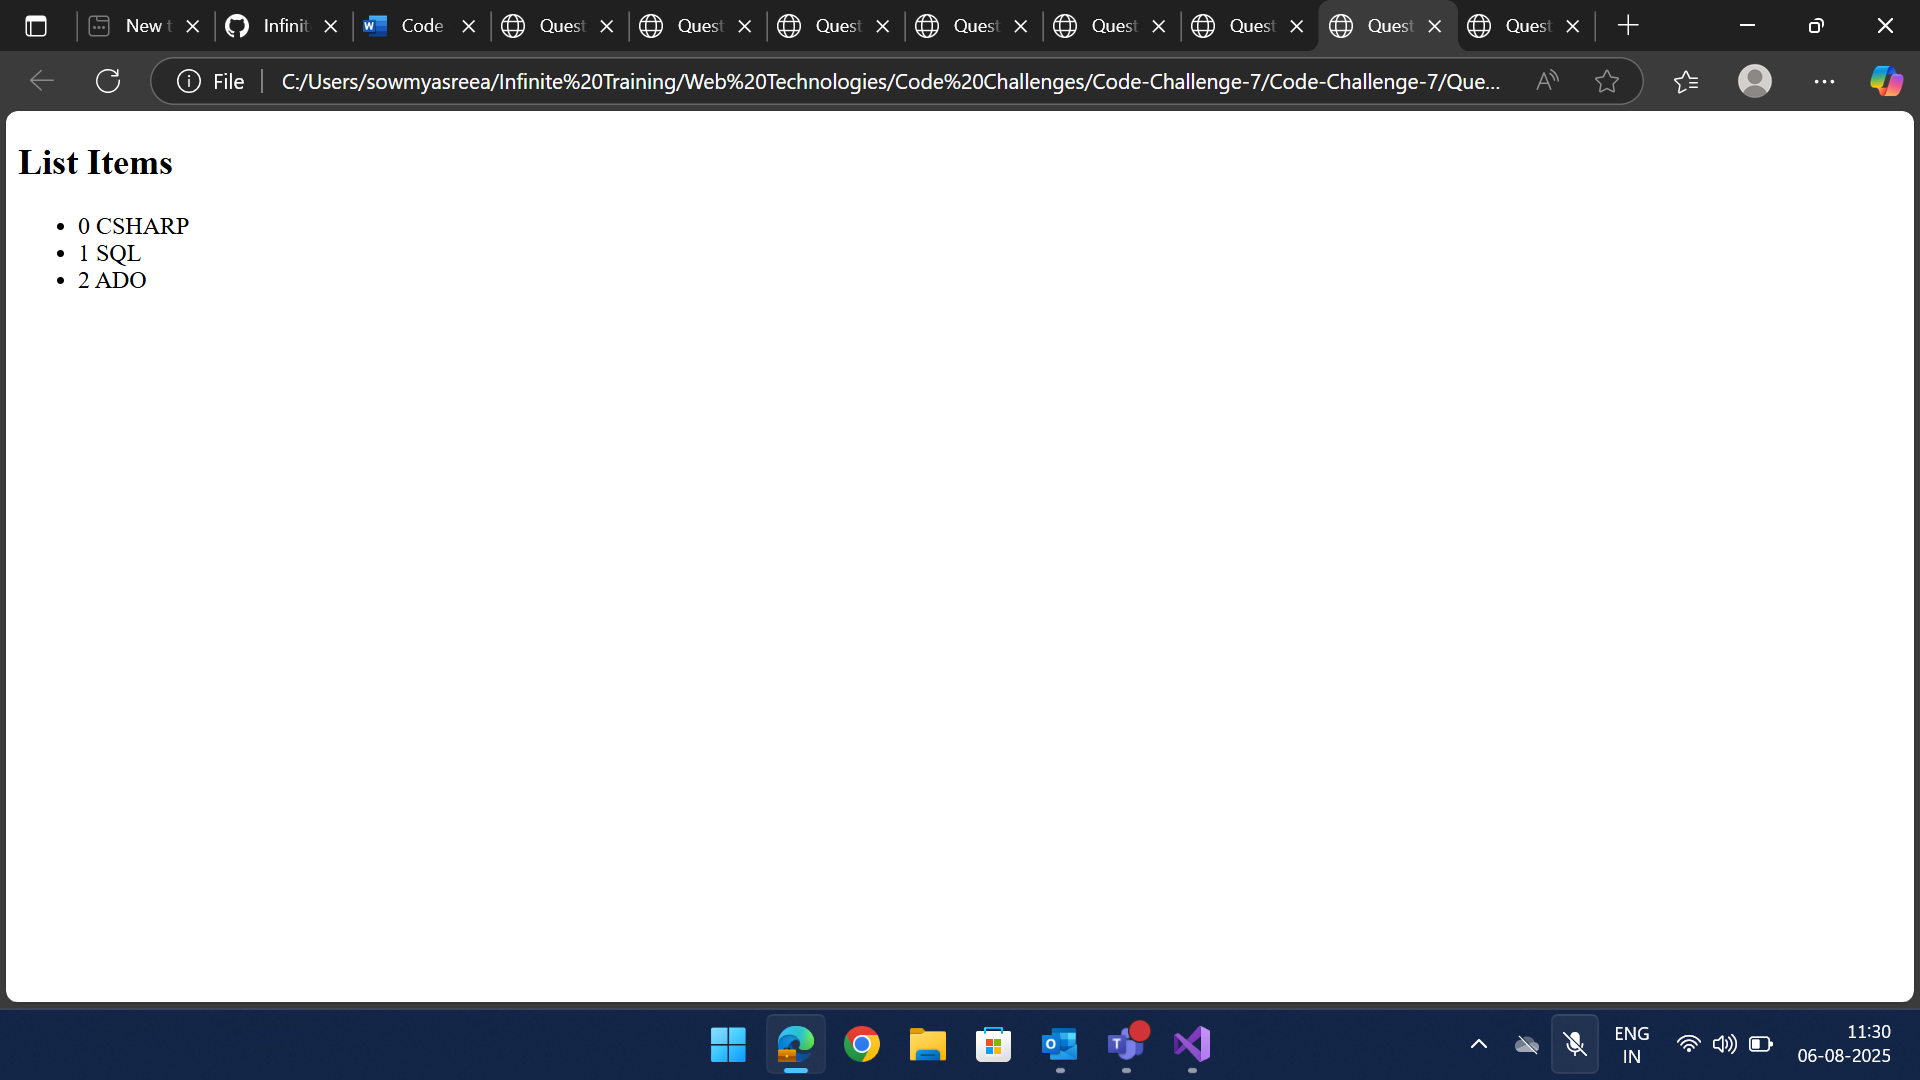 New t
Infinit
Code
Quest
Quest
Quest
Quest
Quest
Quest
Quest
Quest
File
C:/Users/sowmyasreea/Infinite%20Training/Web%20Technologies/Code%20Challenges/Code-Challenge-7/Code-Challenge-7/Que...
List Items
• 0 CSHARP
• 1 SQL
• 2 ADO
ENG
IN
11:30
06-08-2025